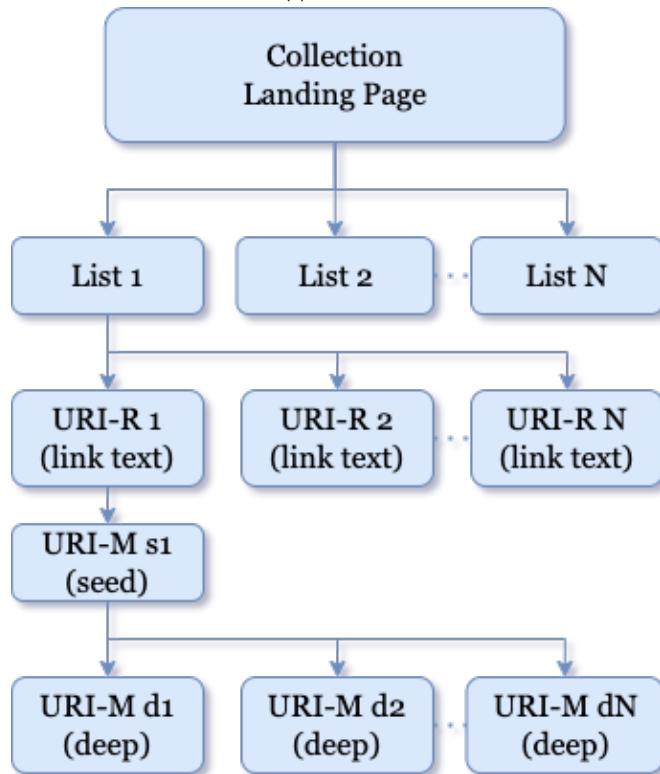 Collection
Landing Page
List 1
List 2
List N
URI-R 1
(link text)
URI-R 2
(link text)
URI-R N
(link text)
URI-M s1
(seed)
URI-M d1
(deep)
URI-M d2
(deep)
URI-M dN
(deep)